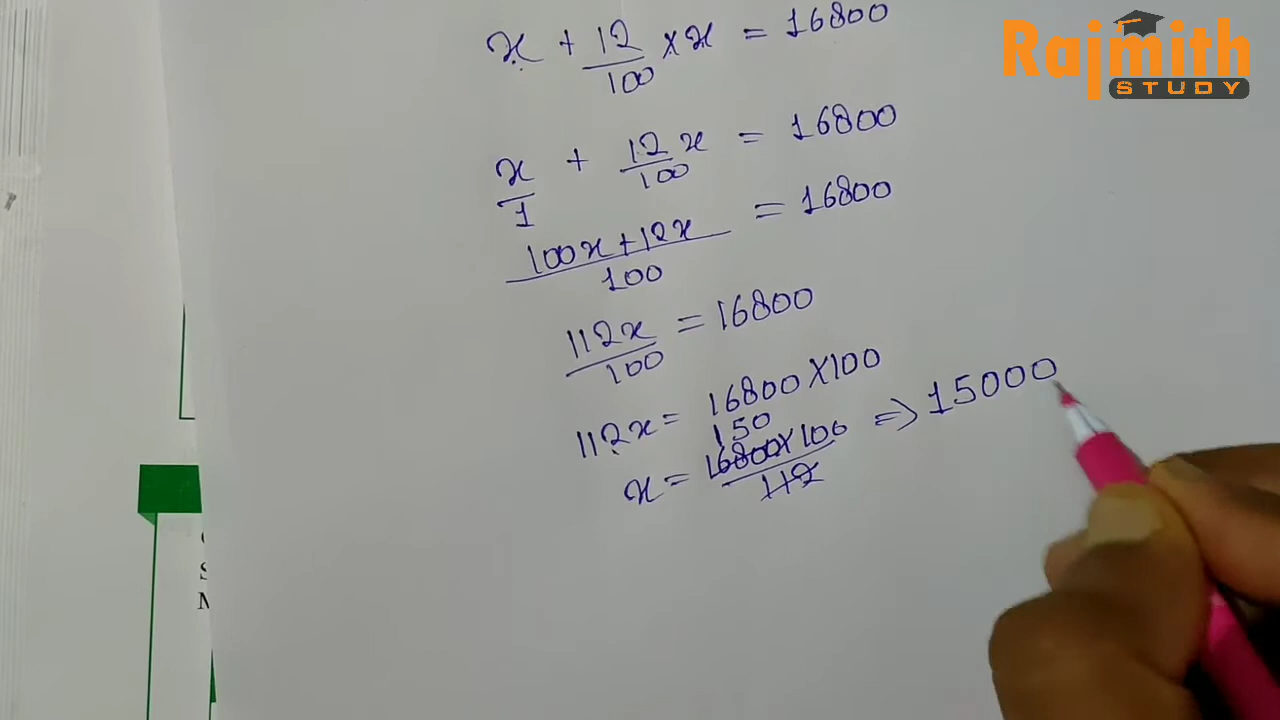 Rajmith
STUDY
x + 12/100 × x = 16800
x/1 + 12/100 x = 16800
100x+12x/100 = 16800
112x/100 = 16800
112x = 16800×100
150
x = 16800×100/112 => 15000
S
N